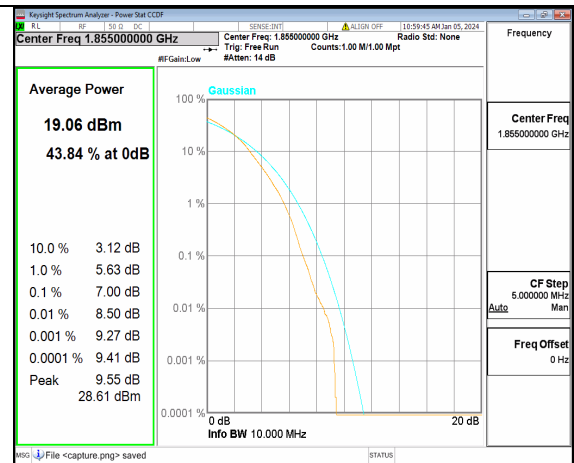 Keysight Spectrum Analyzer - Power Stat CCDF
RL RF 50 Ω DC SENSE:INT ALIGN OFF 10:59:45 AM Jan 05, 2024
Center Freq 1.855000000 GHz
Center Freq: 1.855000000 GHz Radio Std: None
Trig: Free Run Counts:1.00 M/1.00 Mpt
#IFGain:Low #Atten: 14 dB
Frequency
Average Power
19.06 dBm
43.84 % at 0dB
10.0 % 3.12 dB
1.0 % 5.63 dB
0.1 % 7.00 dB
0.01 % 8.50 dB
0.001 % 9.27 dB
0.0001 % 9.41 dB
Peak 9.55 dB
28.61 dBm
Gaussian
100 %
10 %
1 %
0.1 %
0.01 %
0.001 %
0.0001 %
0 dB 20 dB
Info BW 10.000 MHz
Center Freq
1.855000000 GHz
CF Step
5.000000 MHz
Auto Man
Freq Offset
0 Hz
MSG File <capture.png> saved STATUS